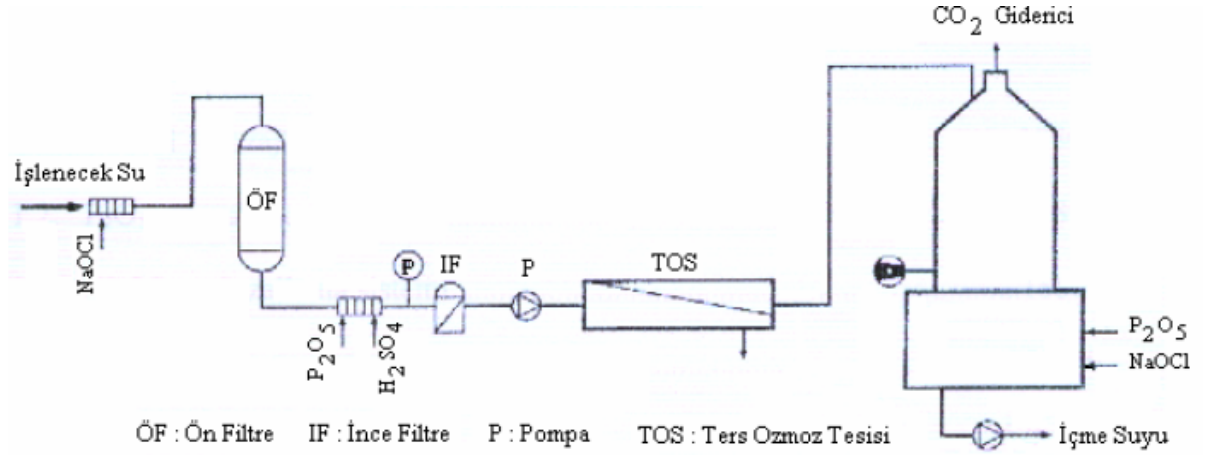 CO2 Giderici
İşlenecek Su
NaOCl
ÖF
P2O5
H2SO4
P
IF
P
TOS
P2O5
NaOCl
İçme Suyu
ÖF : Ön Filtre IF : İnce Filtre P : Pompa TOS : Ters Ozmoz Tesisi